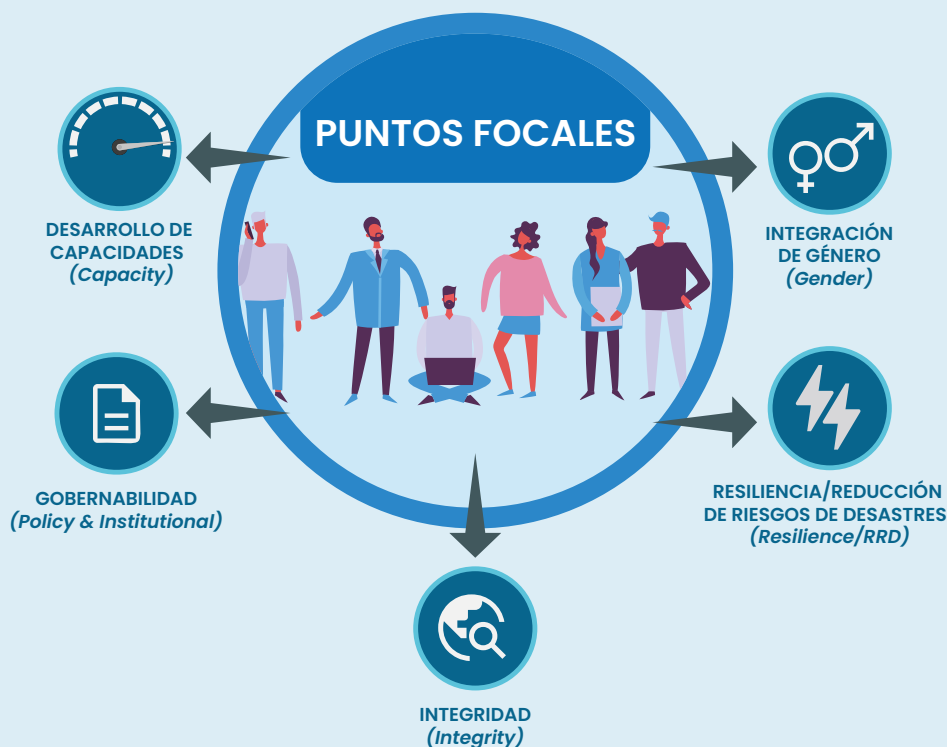 PUNTOS FOCALES
DESARROLLO DE
CAPACIDADES
(Capacity)
INTEGRACIÓN
DE GÉNERO
(Gender)
GOBERNABILIDAD
(Policy & Institutional)
RESILIENCIA/REDUCCIÓN
DE RIESGOS DE DESASTRES
(Resilience/RRD)
INTEGRIDAD
(Integrity)